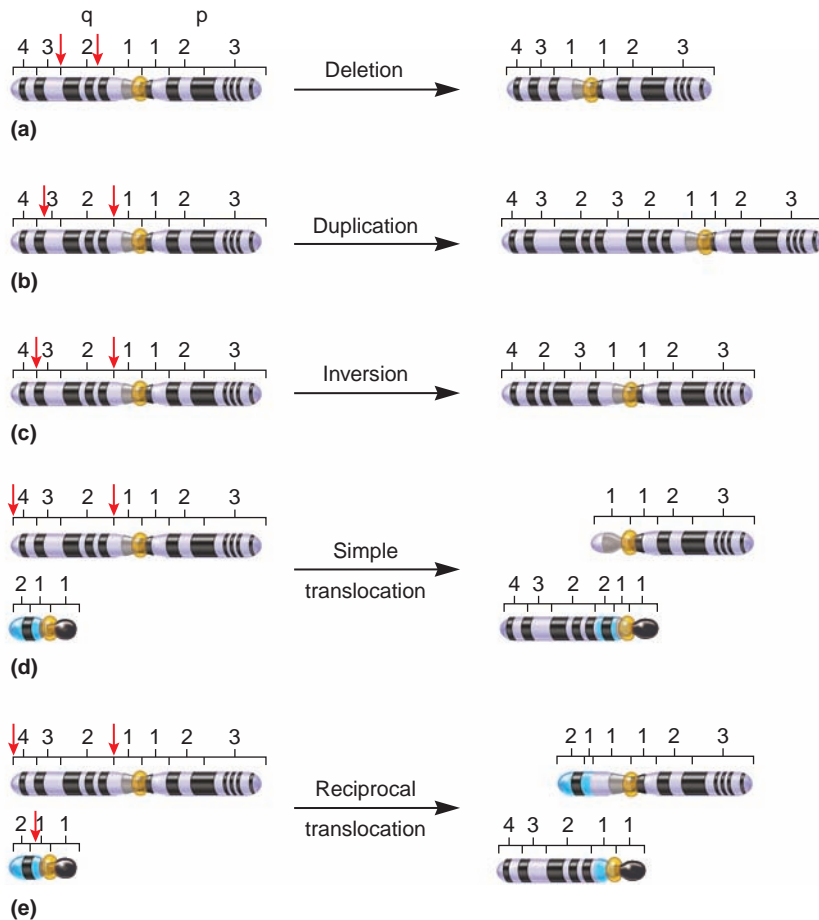 q p
4 3 2 1 1 2 3
Deletion
4 3 1 1 2 3
(a)
4 3 2 1 1 2 3
Duplication
4 3 2 3 2 1 1 2 3
(b)
4 3 2 1 1 2 3
Inversion
4 2 3 1 1 2 3
(c)
4 3 2 1 1 2 3
Simple
translocation
1 1 2 3
2 1 1
4 3 2 2 1 1
(d)
4 3 2 1 1 2 3
Reciprocal
translocation
2 1 1 1 2 3
2 1 1
4 3 2 1 1
(e)